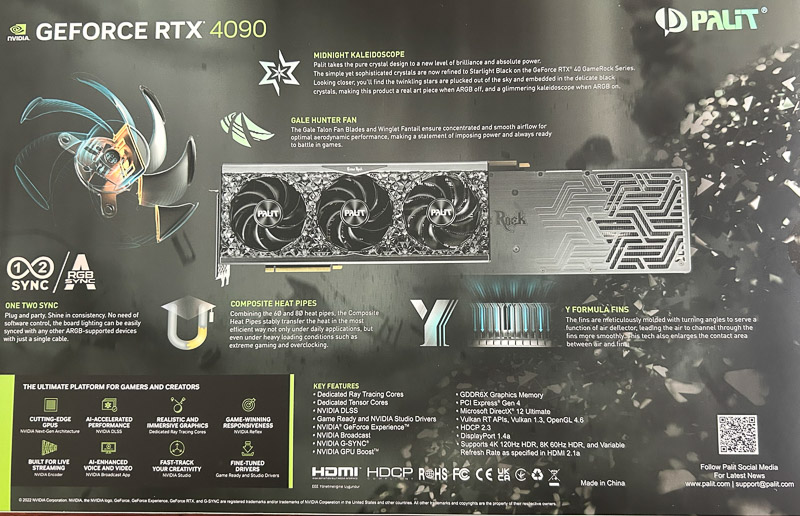 NVIDIA
GEFORCE RTX 4090
PALiT
MIDNIGHT KALEIDOSCOPE
Palit takes the pure crystal design to a new level of brilliance and absolute power.
The simple yet sophisticated crystals are now refined to Starlight Black on the GeForce RTX® 40 GameRock Series.
Looking closer; you'll find the twinkling stars are plucked out of the sky and embedded in the delicate black
crystals, making this product a real art piece when ARGB off, and a glimmering kaleidoscope when ARGB on.
GALE HUNTER FAN
The Gale Talon Fan Blades and Winglet Fantail ensure concentrated and smooth airflow for
optimal aerodynamic performance, making a statement of imposing power and always ready
to battle in games.
PALiT
PALiT
PALiT
Rock
1 2 SYNC / A RGB SYNC
ONE TWO SYNC
Plug and party, Shine in consistency. No need of
software control, the board lighting can be easily
synced with any other ARGB-supported devices
with just a single cable.
COMPOSITE HEAT PIPES
Combining the 6Ø and 8Ø heat pipes, the Composite
Heat Pipes stably transfer the heat in the most
efficient way not only under daily applications, but
even under heavy loading conditions such as
extreme gaming and overclocking.
Y FORMULA FINS
The fins are meticulously molded with turning angles to serve a
function of air deflector, leading the air to channel through the
fins more smoothly. This tech also enlarges the contact area
between air and fins.
THE ULTIMATE PLATFORM FOR GAMERS AND CREATORS
CUTTING-EDGE
GPUS
NVIDIA Next-Gen Architecture
AI-ACCELERATED
PERFORMANCE
NVIDIA DLSS
REALISTIC AND
IMMERSIVE GRAPHICS
Dedicated Ray Tracing Cores
GAME-WINNING
RESPONSIVENESS
NVIDIA Reflex
BUILT FOR LIVE
STREAMING
NVIDIA Encoder
AI-ENHANCED
VOICE AND VIDEO
NVIDIA Broadcast App
FAST-TRACK
YOUR CREATIVITY
NVIDIA Studio
FINE-TUNED
DRIVERS
Game Ready and Studio Drivers
KEY FEATURES
• Dedicated Ray Tracing Cores
• Dedicated Tensor Cores
• NVIDIA DLSS
• Game Ready and NVIDIA Studio Drivers
• NVIDIA® GeForce Experience™
• NVIDIA Broadcast
• NVIDIA G-SYNC®
• NVIDIA GPU Boost™
• GDDR6X Graphics Memory
• PCI Express® Gen 4
• Microsoft DirectX® 12 Ultimate
• Vulkan RT APIs, Vulkan 1.3, OpenGL 4.6
• HDCP 2.3
• DisplayPort 1.4a
• Supports 4K 120Hz HDR, 8K 60Hz HDR, and Variable
Refresh Rate as specified in HDMI 2.1a
HDMI HDCP RoHS FC CE UKCA
EEE Yönetmeliğine Uygundur
Made in China
Follow Palit Social Media
For Latest News
www.palit.com | support@palit.com
© 2022 NVIDIA Corporation. NVIDIA, the NVIDIA logo, GeForce, GeForce Experience, GeForce RTX, and G-SYNC are registered trademarks and/or trademarks of NVIDIA Corporation in the United States and other countries. All other trademarks and copyrights are the property of their respective owners.